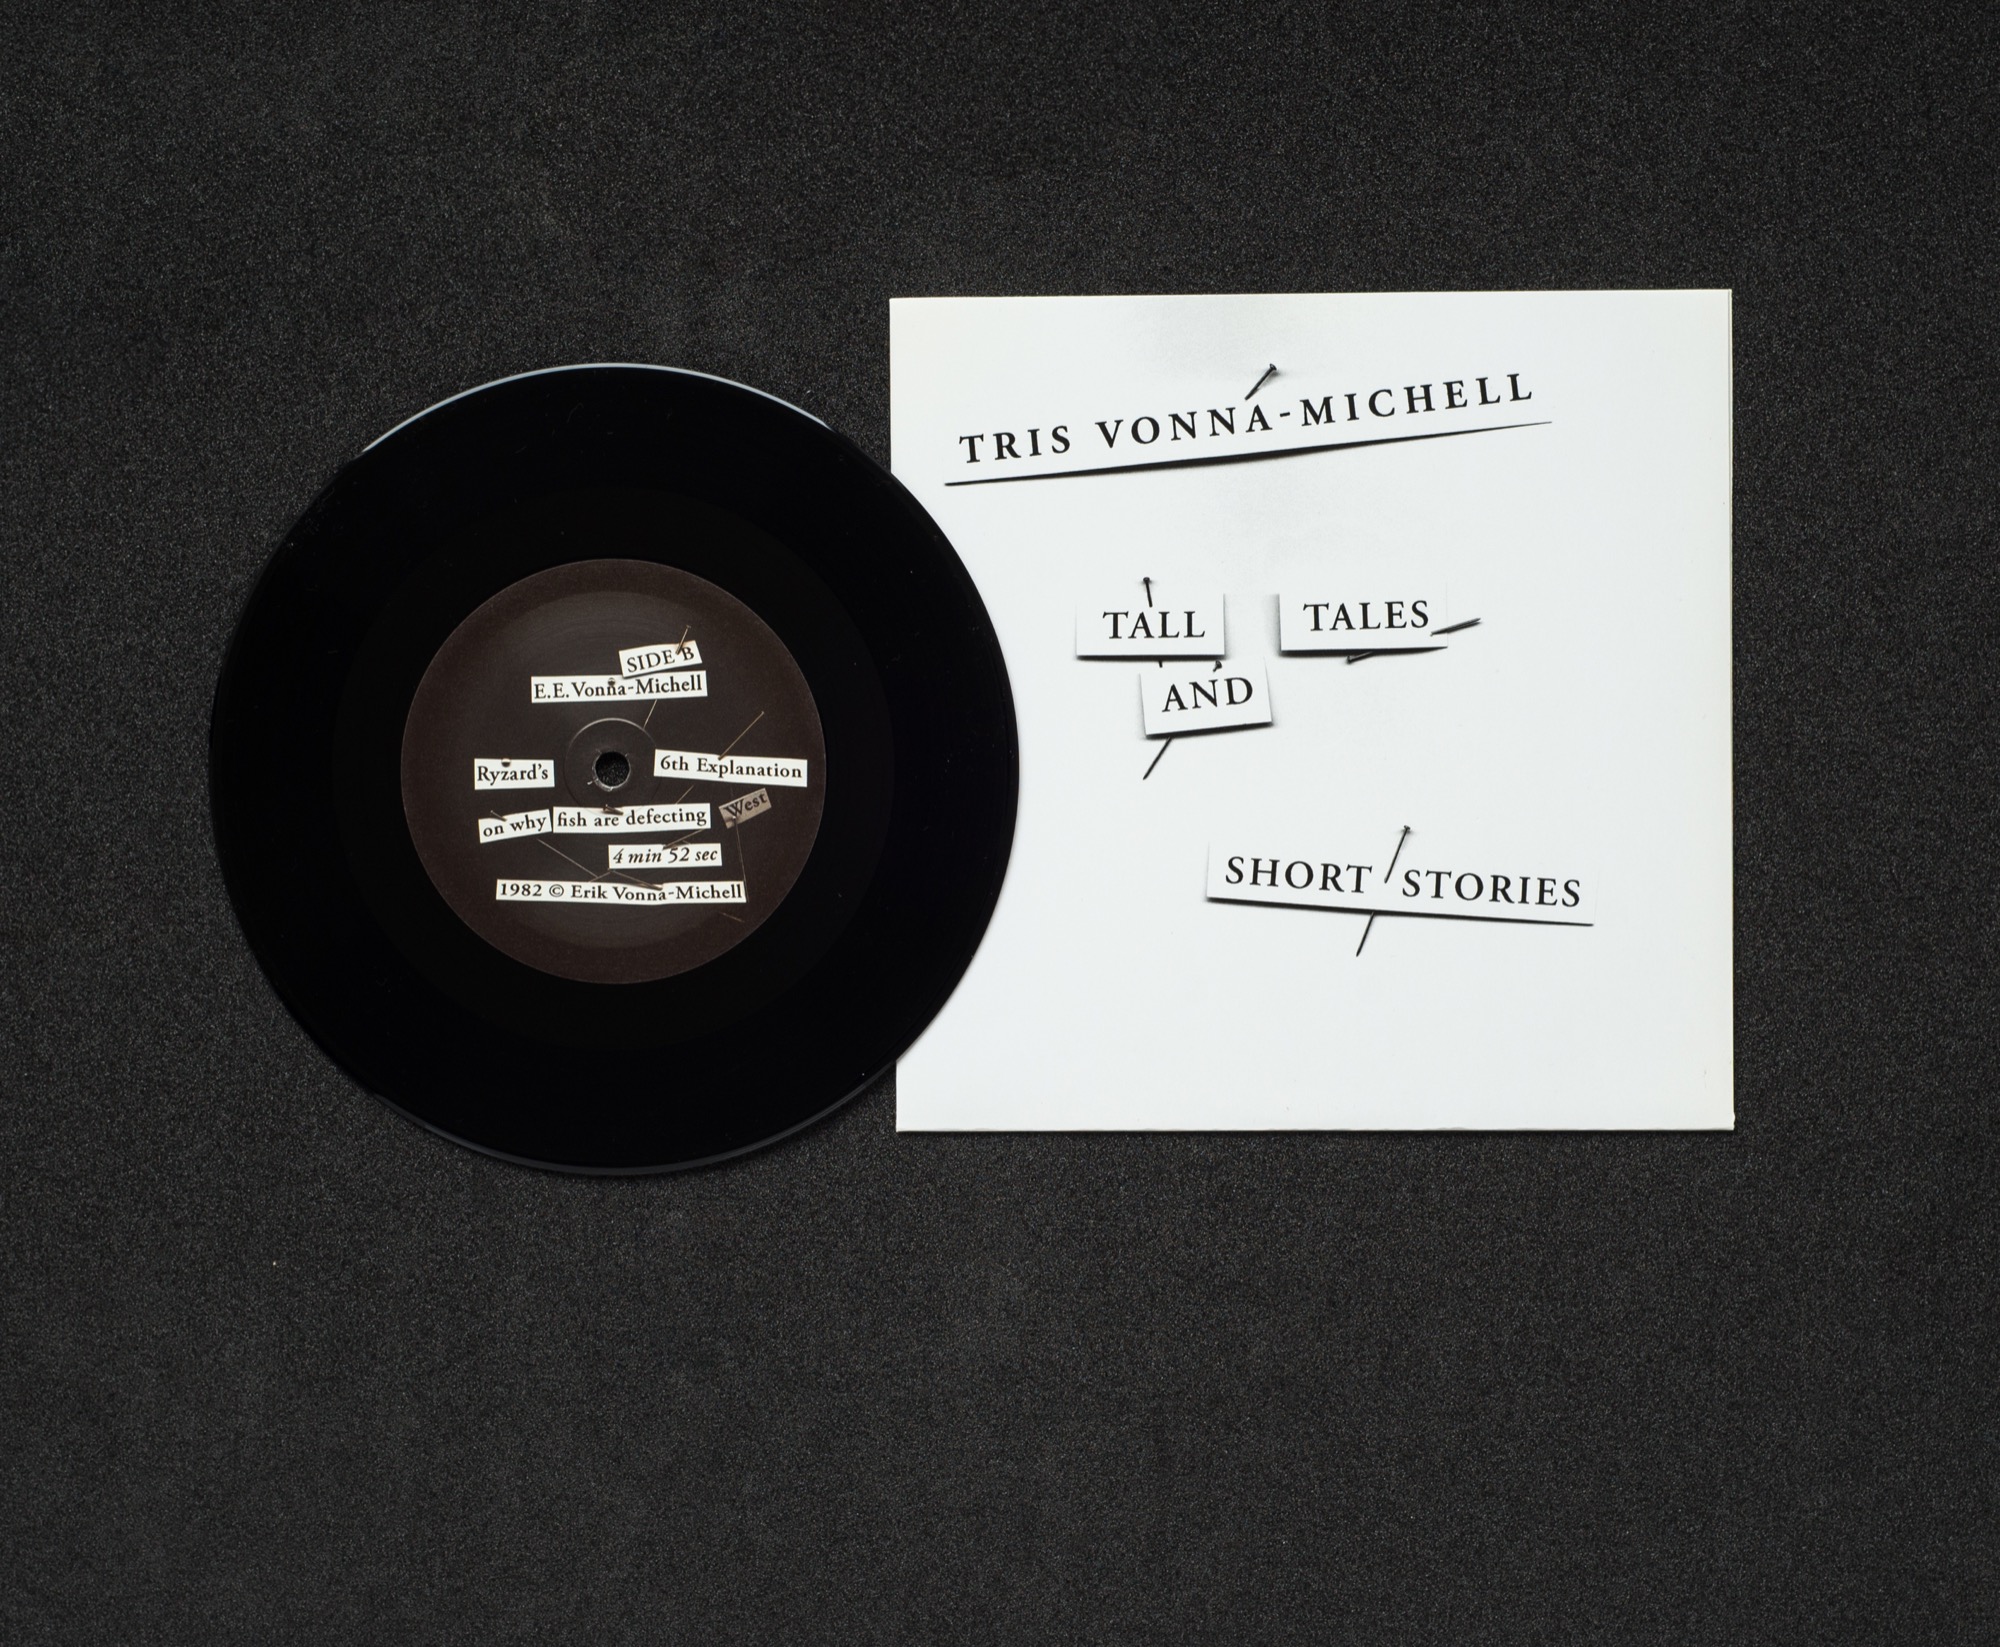 SIDE B
E.E. Vonna-Michell
Ryzard's 6th Explanation
on why fish are defecting West
4 min 52 sec
1982 © Erik Vonna-Michell
TRIS VONNA-MICHELL
TALL TALES
AND
SHORT STORIES